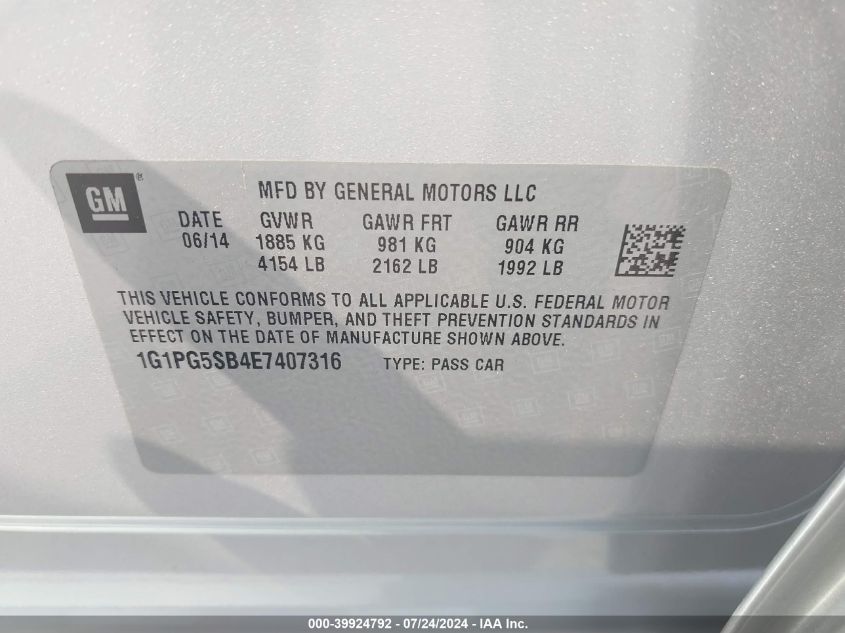 GM®
MFD BY GENERAL MOTORS LLC
DATE GVWR GAWR FRT GAWR RR
06/14 1885 KG 981 KG 904 KG
4154 LB 2162 LB 1992 LB
THIS VEHICLE CONFORMS TO ALL APPLICABLE U.S. FEDERAL MOTOR
VEHICLE SAFETY, BUMPER, AND THEFT PREVENTION STANDARDS IN
EFFECT ON THE DATE OF MANUFACTURE SHOWN ABOVE.
1G1PG5SB4E7407316 TYPE: PASS CAR
000-39924792 - 07/24/2024 - IAA Inc.